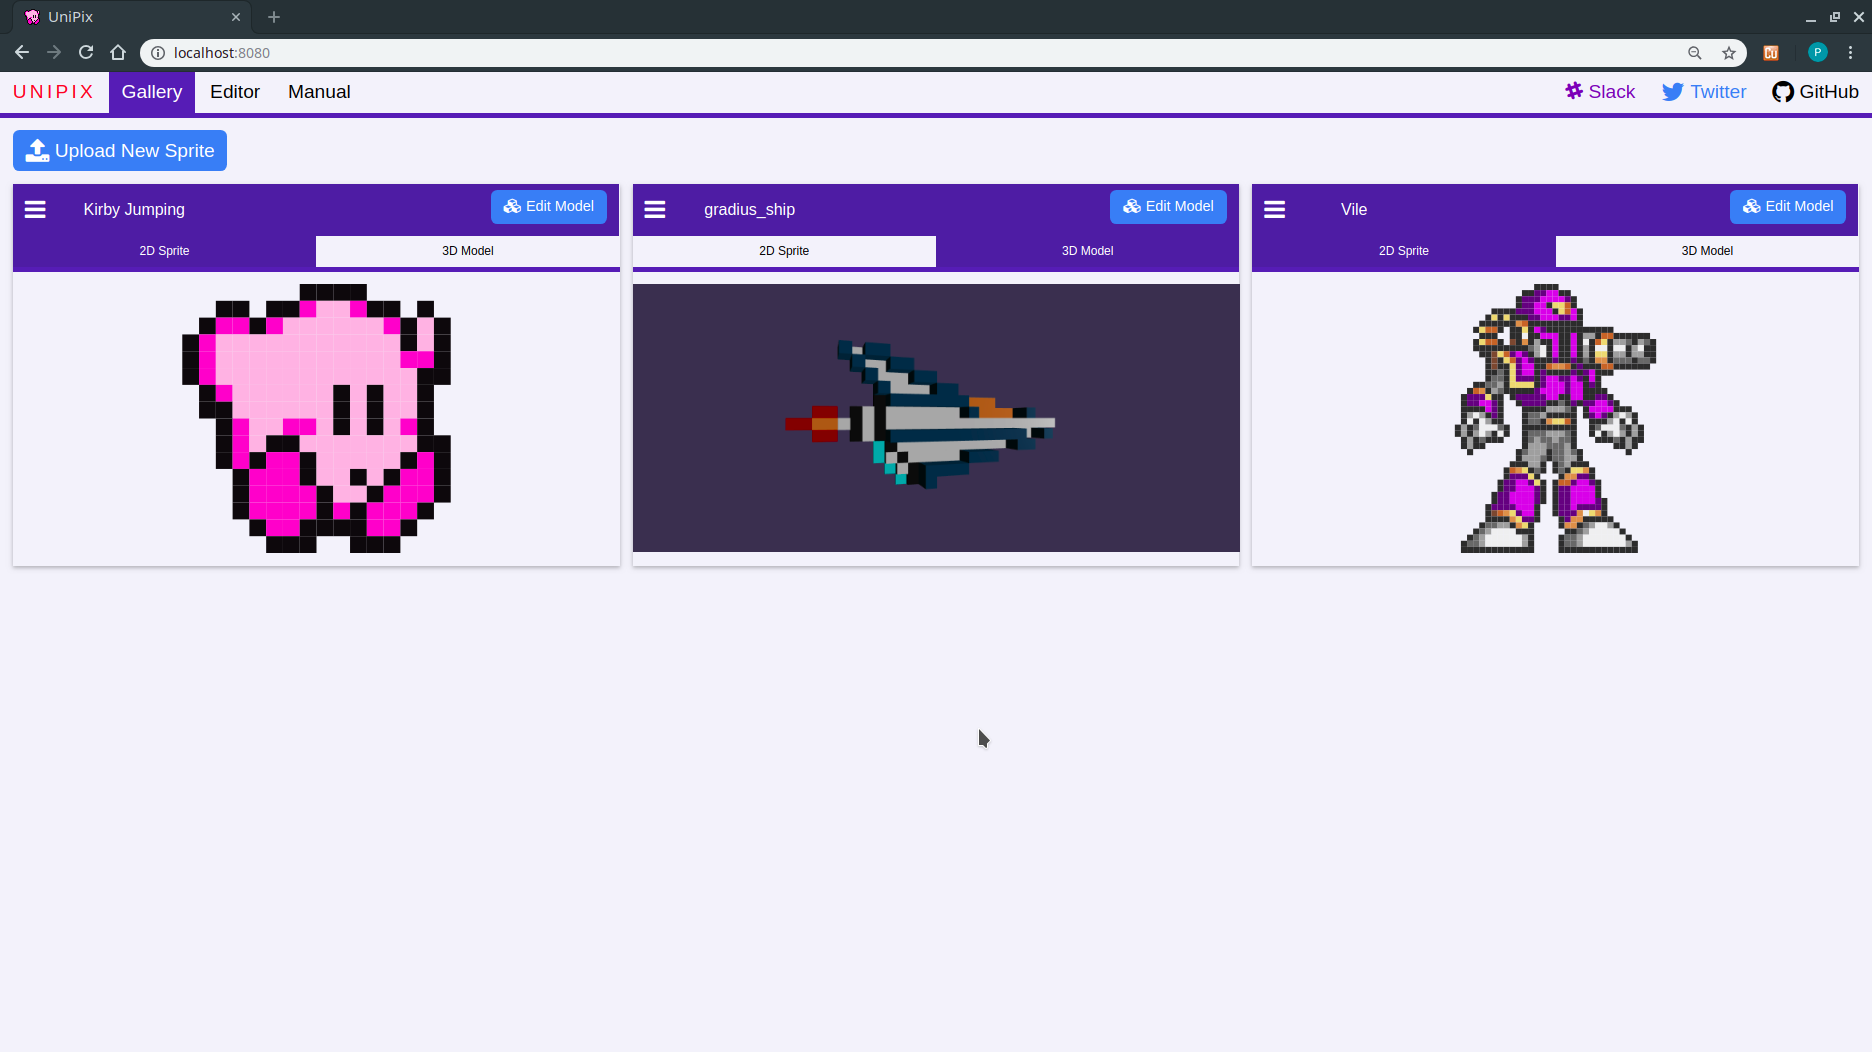 UniPix
localhost:8080
P
UNIPIX Gallery Editor Manual Slack Twitter GitHub
Upload New Sprite
Kirby Jumping Edit Model
2D Sprite 3D Model
gradius_ship Edit Model
2D Sprite 3D Model
Vile Edit Model
2D Sprite 3D Model